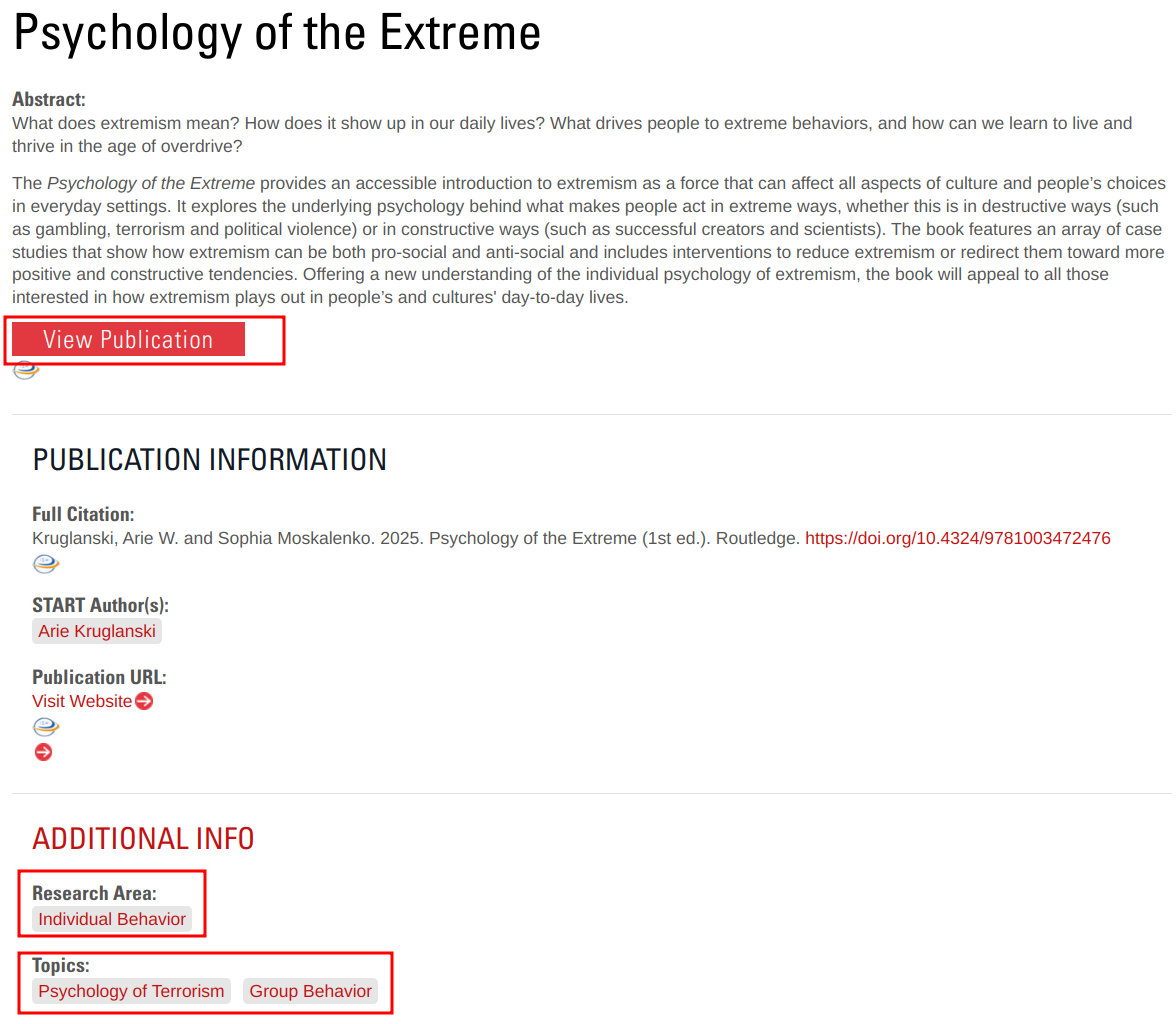 Psychology of the Extreme
Abstract:
What does extremism mean? How does it show up in our daily lives? What drives people to extreme behaviors, and how can we learn to live and
thrive in the age of overdrive?
The Psychology of the Extreme provides an accessible introduction to extremism as a force that can affect all aspects of culture and people’s choices
in everyday settings. It explores the underlying psychology behind what makes people act in extreme ways, whether this is in destructive ways (such
as gambling, terrorism and political violence) or in constructive ways (such as successful creators and scientists). The book features an array of case
studies that show how extremism can be both pro-social and anti-social and includes interventions to reduce extremism or redirect them toward more
positive and constructive tendencies. Offering a new understanding of the individual psychology of extremism, the book will appeal to all those
interested in how extremism plays out in people’s and cultures' day-to-day lives.
View Publication
PUBLICATION INFORMATION
Full Citation:
Kruglanski, Arie W. and Sophia Moskalenko. 2025. Psychology of the Extreme (1st ed.). Routledge. https://doi.org/10.4324/9781003472476
START Author(s):
Arie Kruglanski
Publication URL:
Visit Website
ADDITIONAL INFO
Research Area:
Individual Behavior
Topics:
Psychology of Terrorism Group Behavior